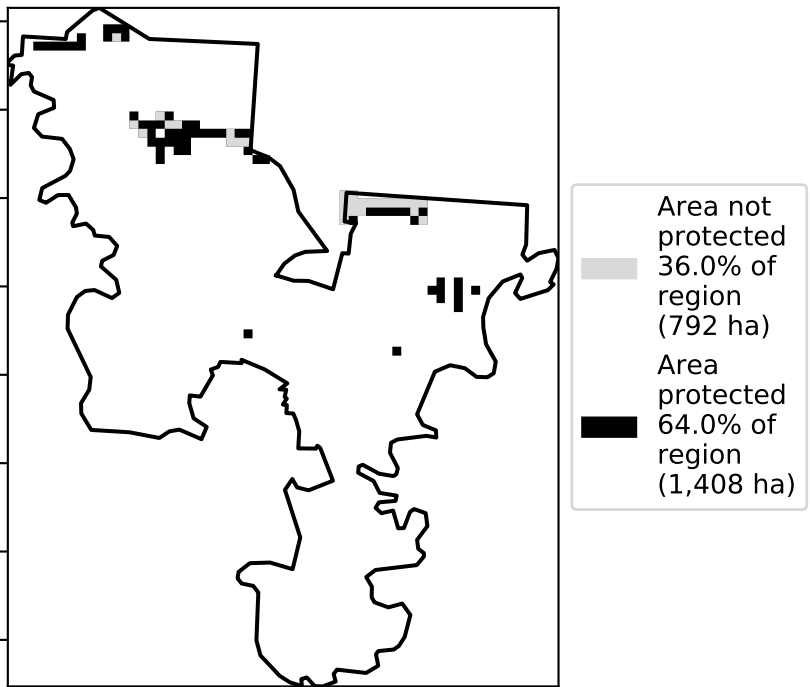 Area not
protected
36.0% of
region
(792 ha)
Area
protected
64.0% of
region
(1,408 ha)